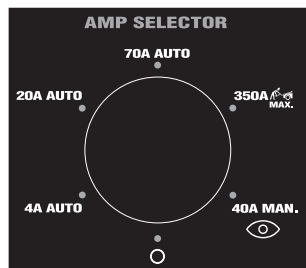 AMP SELECTOR
70A AUTO
20A AUTO
350A
MAX.
4A AUTO
40A MAN.
O